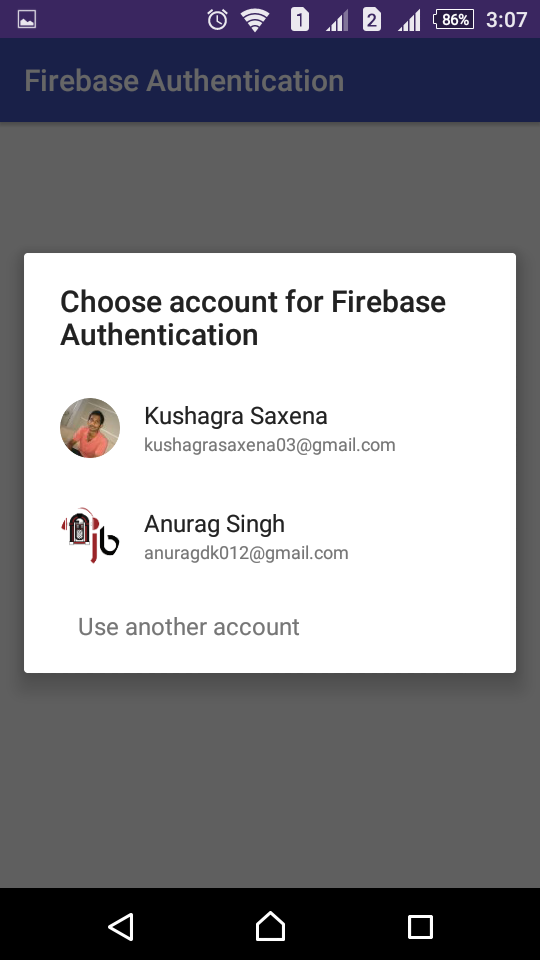 1 2 86% 3:07
Firebase Authentication
Choose account for Firebase
Authentication
Kushagra Saxena
kushagrasaxena03@gmail.com
Anurag Singh
anuragdk012@gmail.com
jb
Use another account